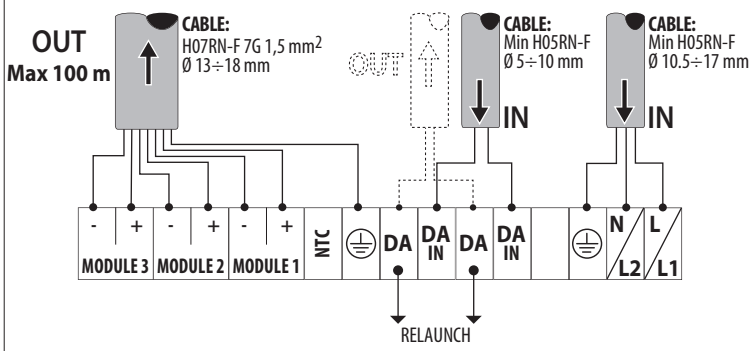 OUT
Max 100 m
CABLE:
H07RN-F 7G 1,5 mm²
Ø 13÷18 mm
OUT
CABLE:
Min H05RN-F
Ø 5÷10 mm
IN
CABLE:
Min H05RN-F
Ø 10.5÷17 mm
IN
- + - + - +
MODULE 3 MODULE 2 MODULE 1
NTC
DA
DA IN
DA
DA IN
N
L2
L
L1
RELAUNCH